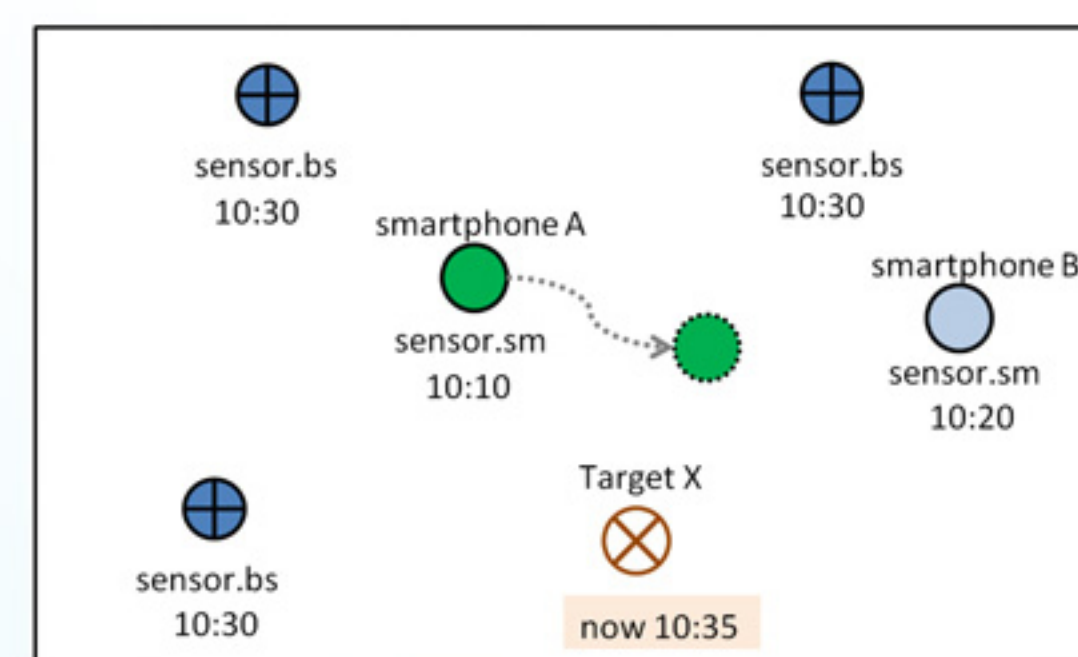 sensor.bs
10:30
sensor.bs
10:30
smartphone A
sensor.sm
10:10
smartphone B
sensor.sm
10:20
Target X
now 10:35
sensor.bs
10:30